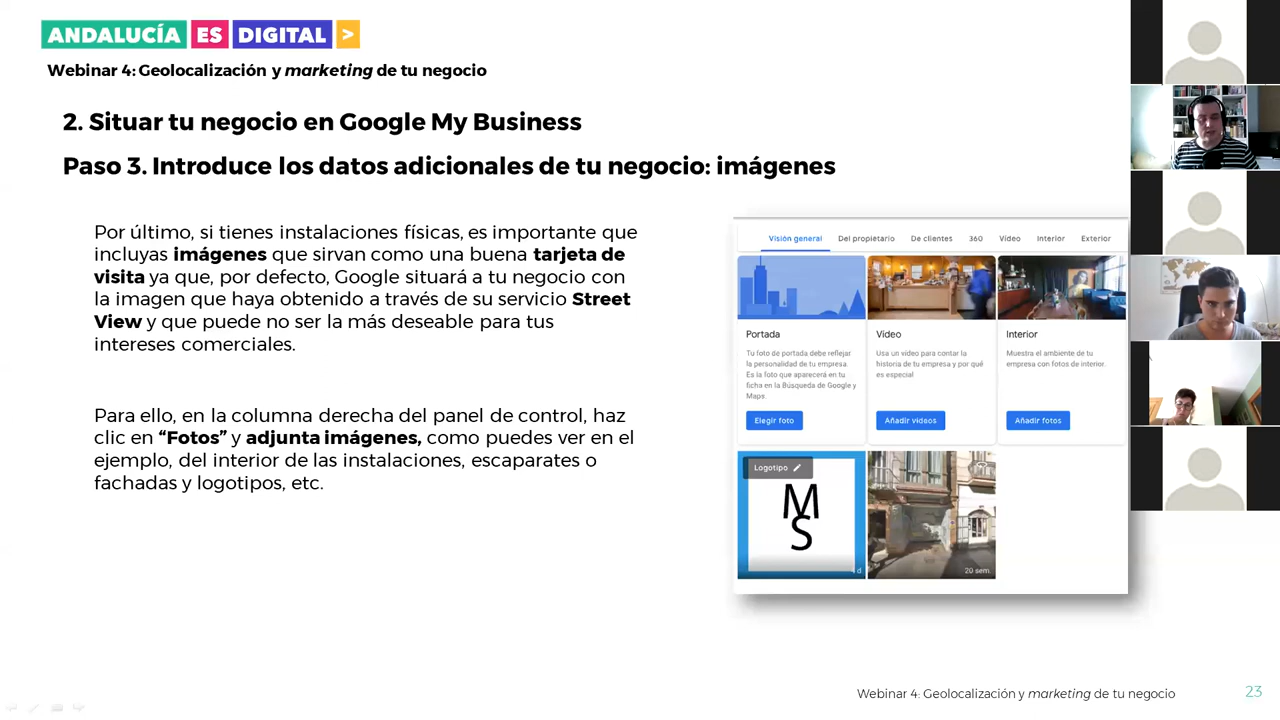 ANDALUCÍA ES DIGITAL >
Webinar 4: Geolocalización y marketing de tu negocio
2. Situar tu negocio en Google My Business
Paso 3. Introduce los datos adicionales de tu negocio: imágenes
Por último, si tienes instalaciones físicas, es importante que
incluyas imágenes que sirvan como una buena tarjeta de
visita ya que, por defecto, Google situará a tu negocio con
la imagen que haya obtenido a través de su servicio Street
View y que puede no ser la más deseable para tus
intereses comerciales.
Para ello, en la columna derecha del panel de control, haz
clic en “Fotos” y adjunta imágenes, como puedes ver en el
ejemplo, del interior de las instalaciones, escaparates o
fachadas y logotipos, etc.
Visión general Del propietario De clientes 360 Vídeo Interior Exterior
Portada
Tu foto de portada debe reflejar
la personalidad de tu empresa.
Es la foto que aparecerá en tu
ficha en la Búsqueda de Google y
Maps.
Elegir foto
Vídeo
Usa un vídeo para contar la
historia de tu empresa y por qué
es especial
Añadir vídeos
Interior
Muestra el ambiente de tu
empresa con fotos de interior.
Añadir fotos
Logotipo
M
S
d
20 sem.
Webinar 4: Geolocalización y marketing de tu negocio
23